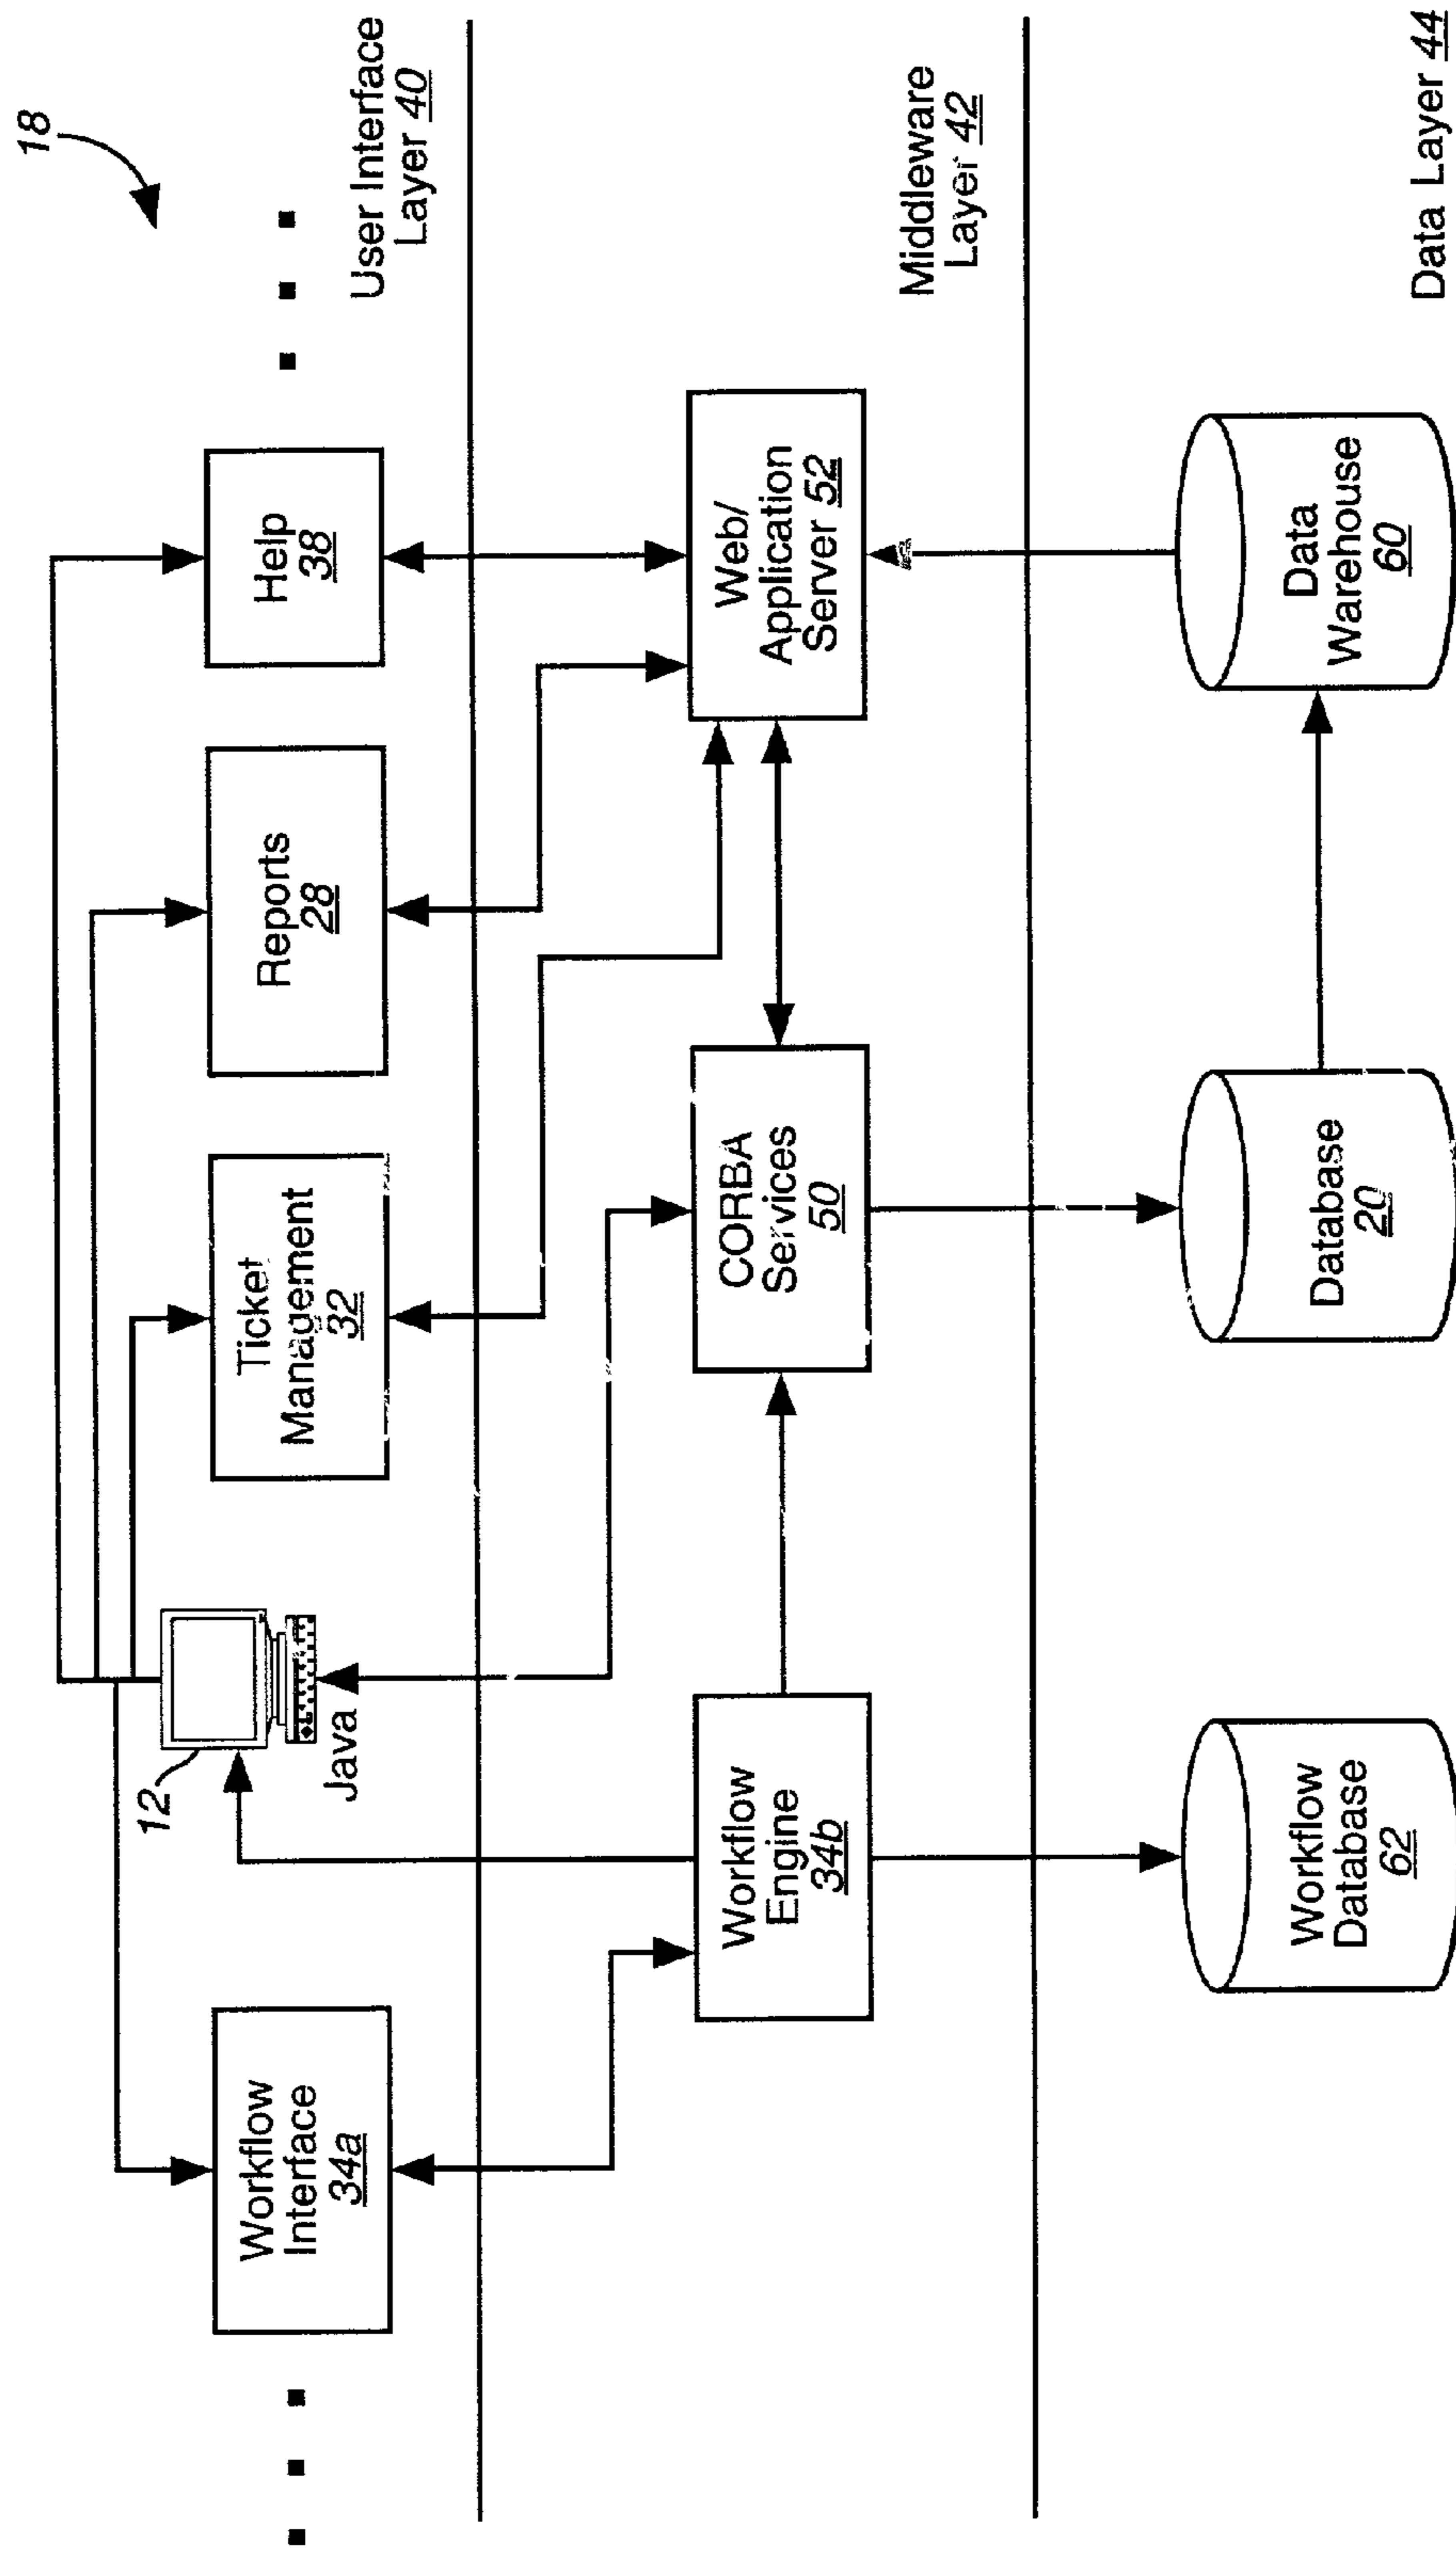 18
12
Java
Workflow
Interface
34a
Ticket
Management
32
Reports
28
Help
38
User Interface
Layer 40
Workflow
Engine
34b
CORBA
Services
50
Web/
Application
Server 52
Middleware
Layer 42
Workflow
Database
62
Database
20
Data
Warehouse
60
Data Layer 44